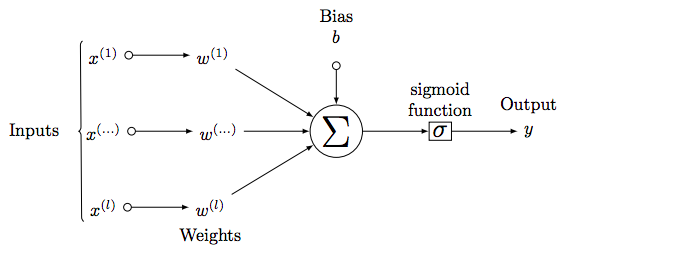 Bias
b
x^(1) w^(1)
sigmoid
function
Output
Inputs
x^(...) w^(...)
Σ
σ
y
x^(l) w^(l)
Weights